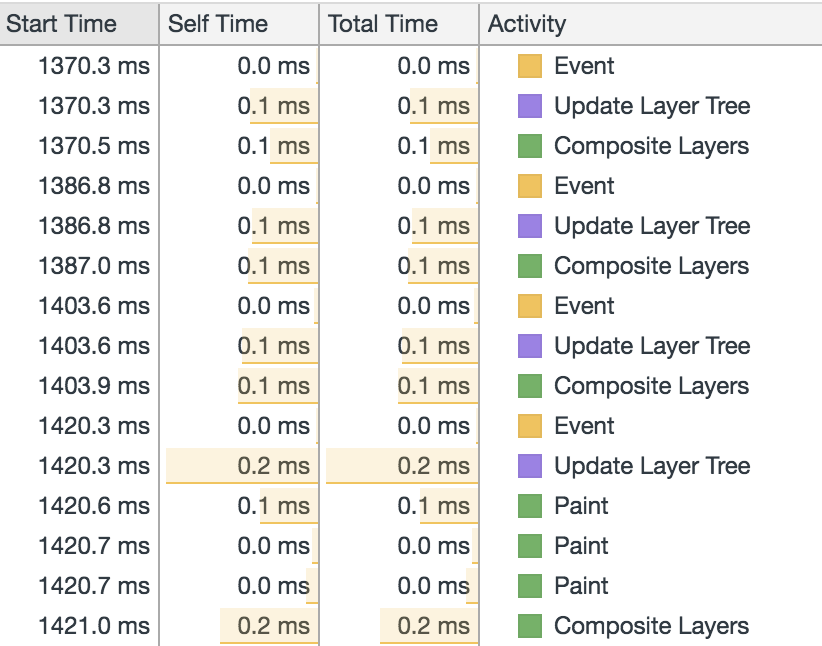 Start Time Self Time Total Time Activity
1370.3 ms 0.0 ms 0.0 ms Event
1370.3 ms 0.1 ms 0.1 ms Update Layer Tree
1370.5 ms 0.1 ms 0.1 ms Composite Layers
1386.8 ms 0.0 ms 0.0 ms Event
1386.8 ms 0.1 ms 0.1 ms Update Layer Tree
1387.0 ms 0.1 ms 0.1 ms Composite Layers
1403.6 ms 0.0 ms 0.0 ms Event
1403.6 ms 0.1 ms 0.1 ms Update Layer Tree
1403.9 ms 0.1 ms 0.1 ms Composite Layers
1420.3 ms 0.0 ms 0.0 ms Event
1420.3 ms 0.2 ms 0.2 ms Update Layer Tree
1420.6 ms 0.1 ms 0.1 ms Paint
1420.7 ms 0.0 ms 0.0 ms Paint
1420.7 ms 0.0 ms 0.0 ms Paint
1421.0 ms 0.2 ms 0.2 ms Composite Layers